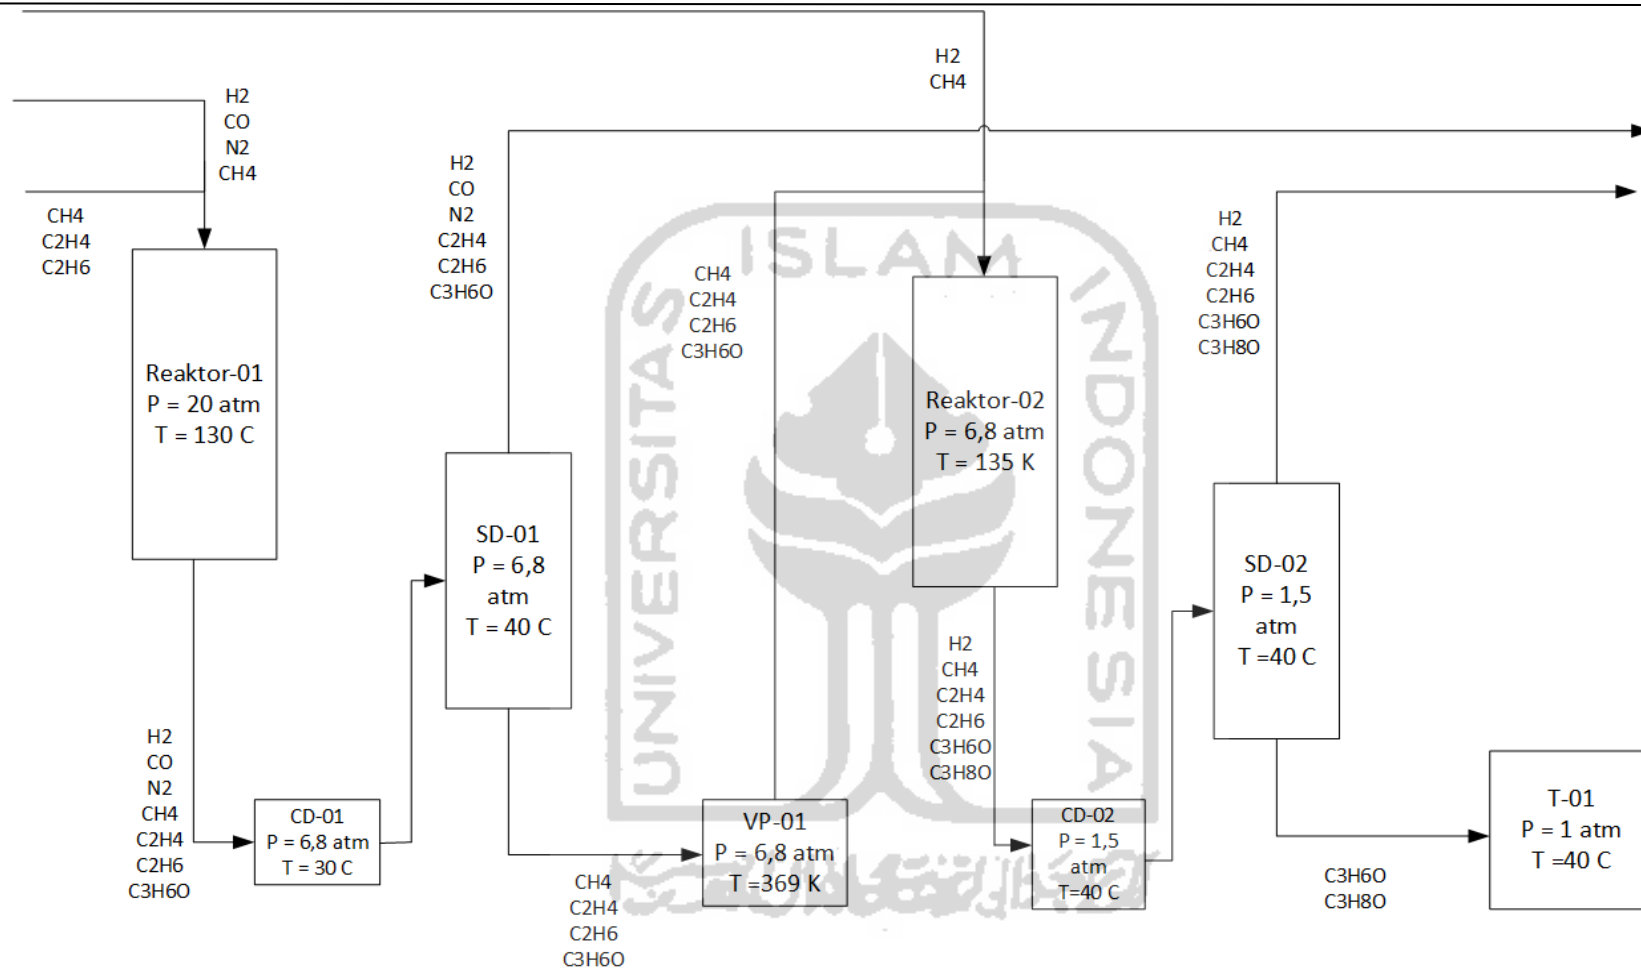 H2
CH4
H2
CO
N2
CH4
CH4
C2H4
C2H6
H2
CO
N2
C2H4
C2H6
C3H6O
H2
CH4
C2H4
C2H6
C3H6O
C3H8O
CH4
C2H4
C2H6
C3H6O
Reaktor-01
P = 20 atm
T = 130 C
Reaktor-02
P = 6,8 atm
T = 135 K
SD-01
P = 6,8
atm
T = 40 C
SD-02
P = 1,5
atm
T =40 C
H2
CH4
C2H4
C2H6
C3H6O
C3H8O
H2
CO
N2
CH4
C2H4
C2H6
C3H6O
CD-01
P = 6,8 atm
T = 30 C
VP-01
P = 6,8 atm
T =369 K
CD-02
P = 1,5
atm
T=40 C
T-01
P = 1 atm
T =40 C
CH4
C2H4
C2H6
C3H6O
C3H6O
C3H8O
UNIVERSITAS
ISLAM
INDONESIA